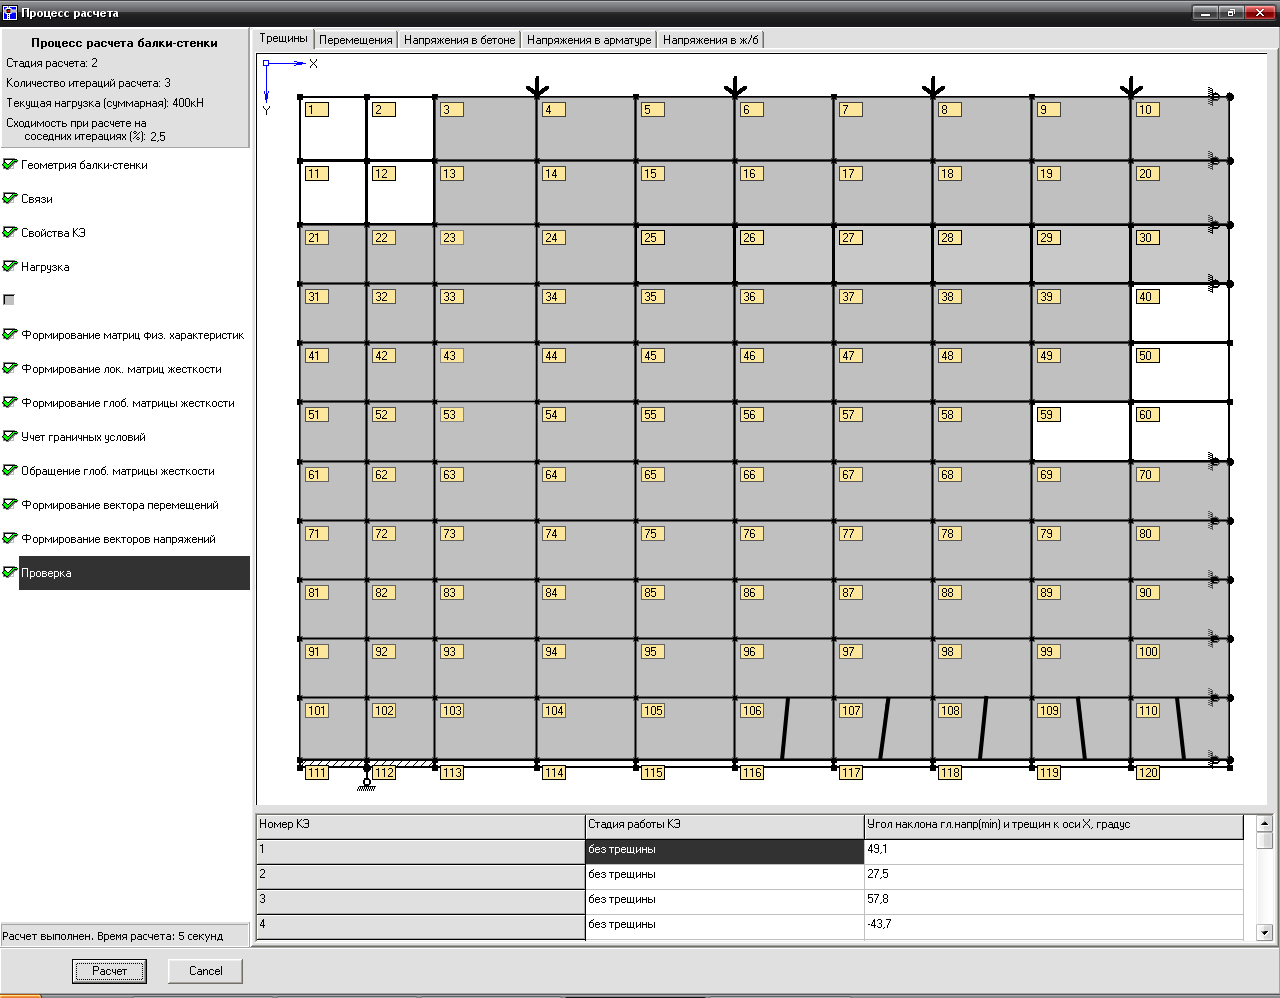 Процесс расчета
Процесс расчета балки-стенки
Стадия расчета: 2
Количество итераций расчета: 3
Текущая нагрузка (суммарная): 400кН
Сходимость при расчете на
соседних итерациях (%): 2,5
Геометрия балки-стенки
Связи
Свойства КЭ
Нагрузка
Формирование матриц физ. характеристик
Формирование лок. матриц жесткости
Формирование глоб. матрицы жесткости
Учет граничных условий
Обращение глоб. матрицы жесткости
Формирование вектора перемещений
Формирование векторов напряжений
Проверка
Расчет выполнен. Время расчета: 5 секунд
Трещины Перемещения Напряжения в бетоне Напряжения в арматуре Напряжения в ж/б
X
Y
1 2 3 4 5 6 7 8 9 10
11 12 13 14 15 16 17 18 19 20
21 22 23 24 25 26 27 28 29 30
31 32 33 34 35 36 37 38 39 40
41 42 43 44 45 46 47 48 49 50
51 52 53 54 55 56 57 58 59 60
61 62 63 64 65 66 67 68 69 70
71 72 73 74 75 76 77 78 79 80
81 82 83 84 85 86 87 88 89 90
91 92 93 94 95 96 97 98 99 100
101 102 103 104 105 106 107 108 109 110
111 112 113 114 115 116 117 118 119 120
Номер КЭ Стадия работы КЭ Угол наклона гл.напр(min) и трещин к оси X, градус
1 без трещины 49,1
2 без трещины 27,5
3 без трещины 57,8
4 без трещины -43,7
Расчет Cancel